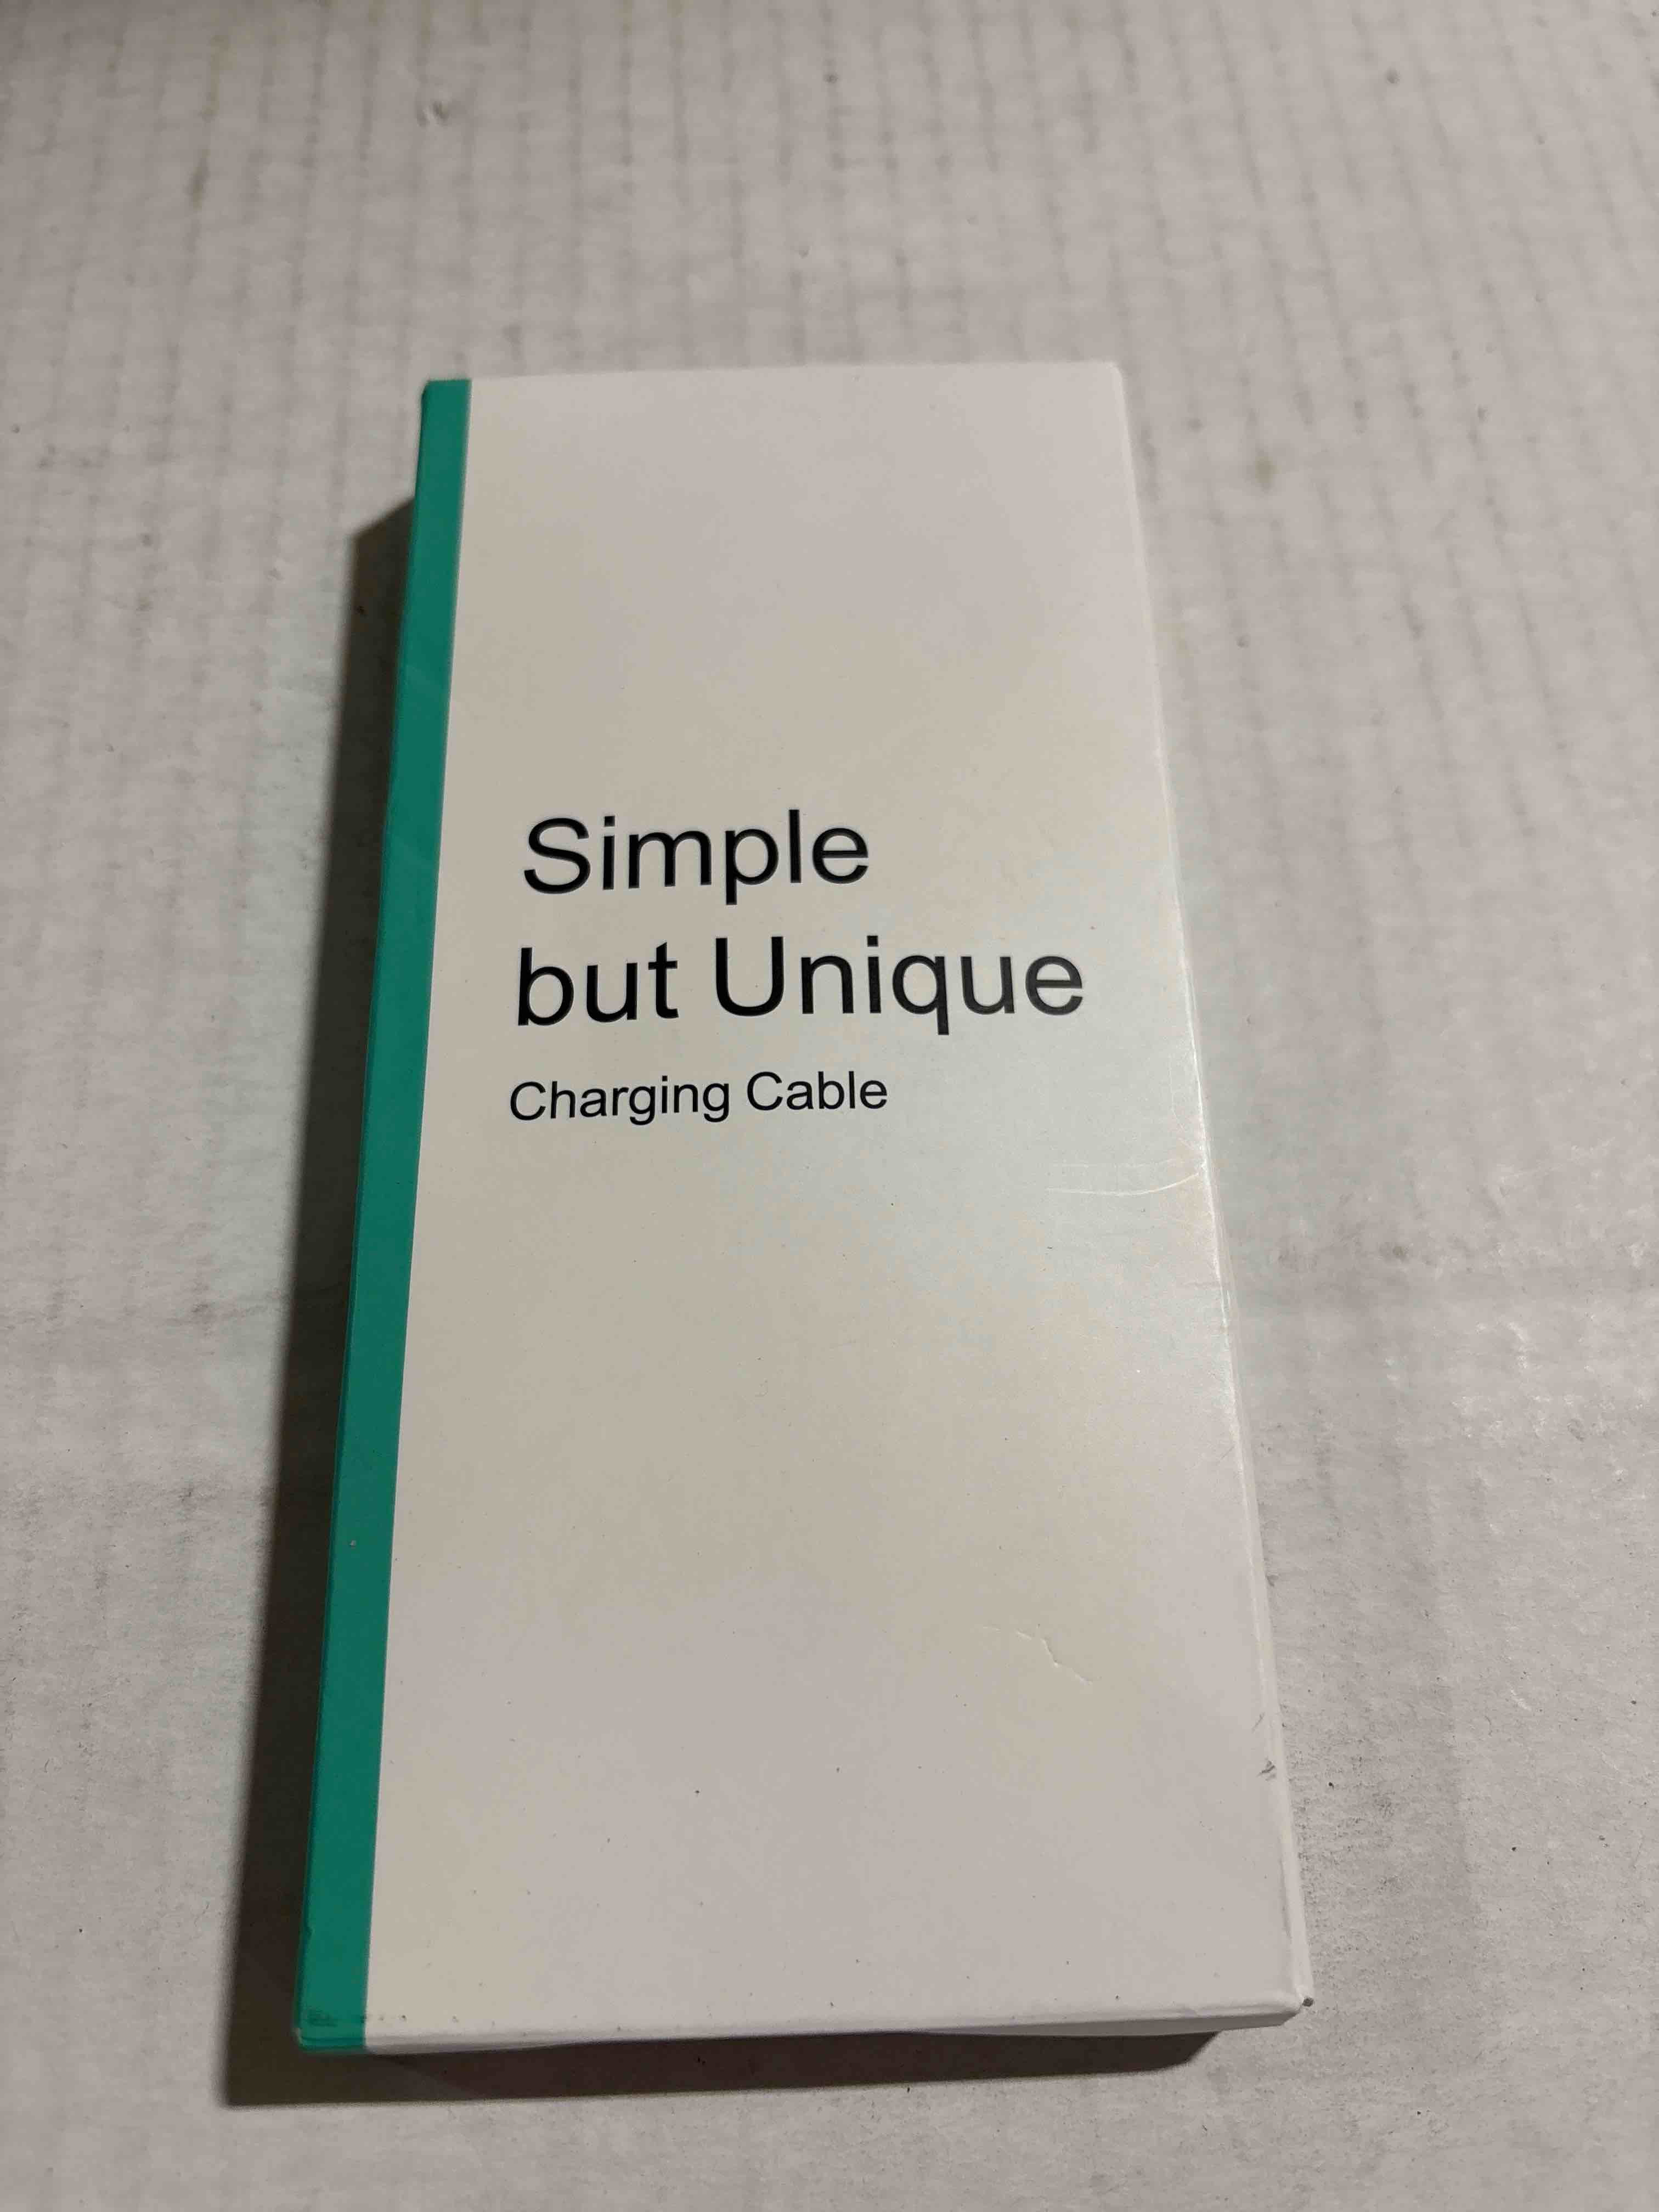 Simple
but Unique
Charging Cable